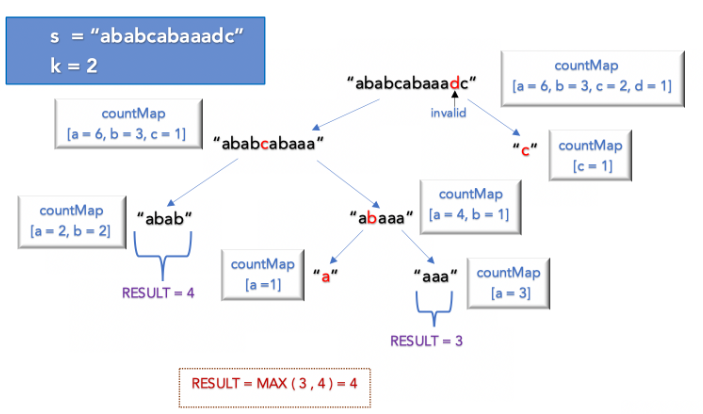 s = “ababcabaaadc”
k = 2
“ababcabaaadc”
invalid
countMap
[a = 6, b = 3, c = 2, d = 1]
countMap
[a = 6, b = 3, c = 1]
“ababcabaaa”
“c”
countMap
[c = 1]
countMap
[a = 2, b = 2]
“abab”
RESULT = 4
“abaaa”
countMap
[a = 4, b = 1]
countMap
[a =1]
“a”
“aaa”
countMap
[a = 3]
RESULT = 3
RESULT = MAX ( 3 , 4 ) = 4